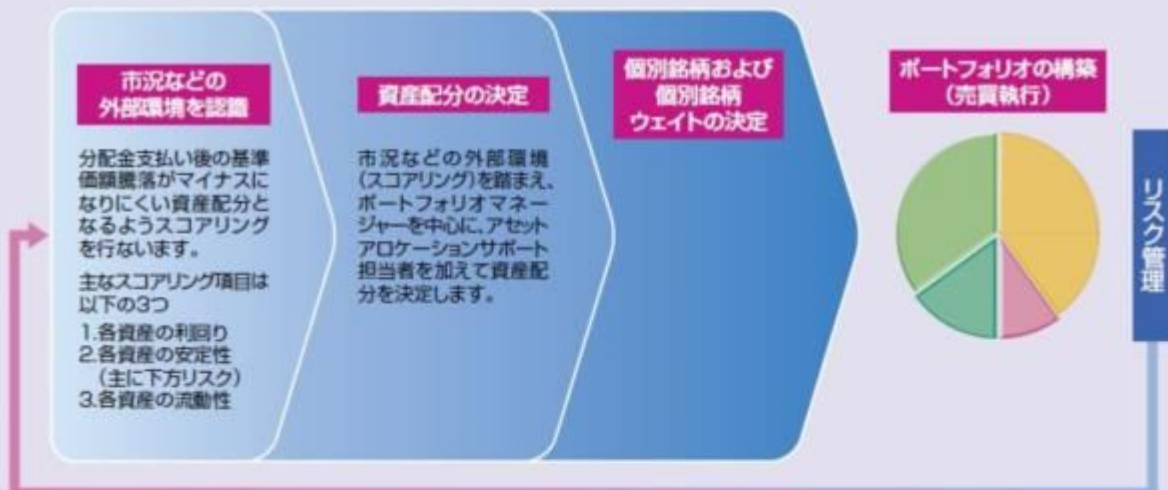 市況などの
外部環境を認識
分配金支払い後の基準
価額騰落がマイナスに
なりにくい資産配分と
なるようスコアリング
を行ないます。
主なスコアリング項目は
以下の3つ
1.各資産の利回り
2.各資産の安定性
（主に下方リスク）
3.各資産の流動性
資産配分の決定
市況などの外部環境
（スコアリング）を踏まえ、
ポートフォリオマネー
ジャーを中心に、アセット
アロケーションサポート
担当者を加えて資産配
分を決定します。
個別銘柄および
個別銘柄
ウェイトの決定
ポートフォリオの構築
（売買執行）
リスク管理